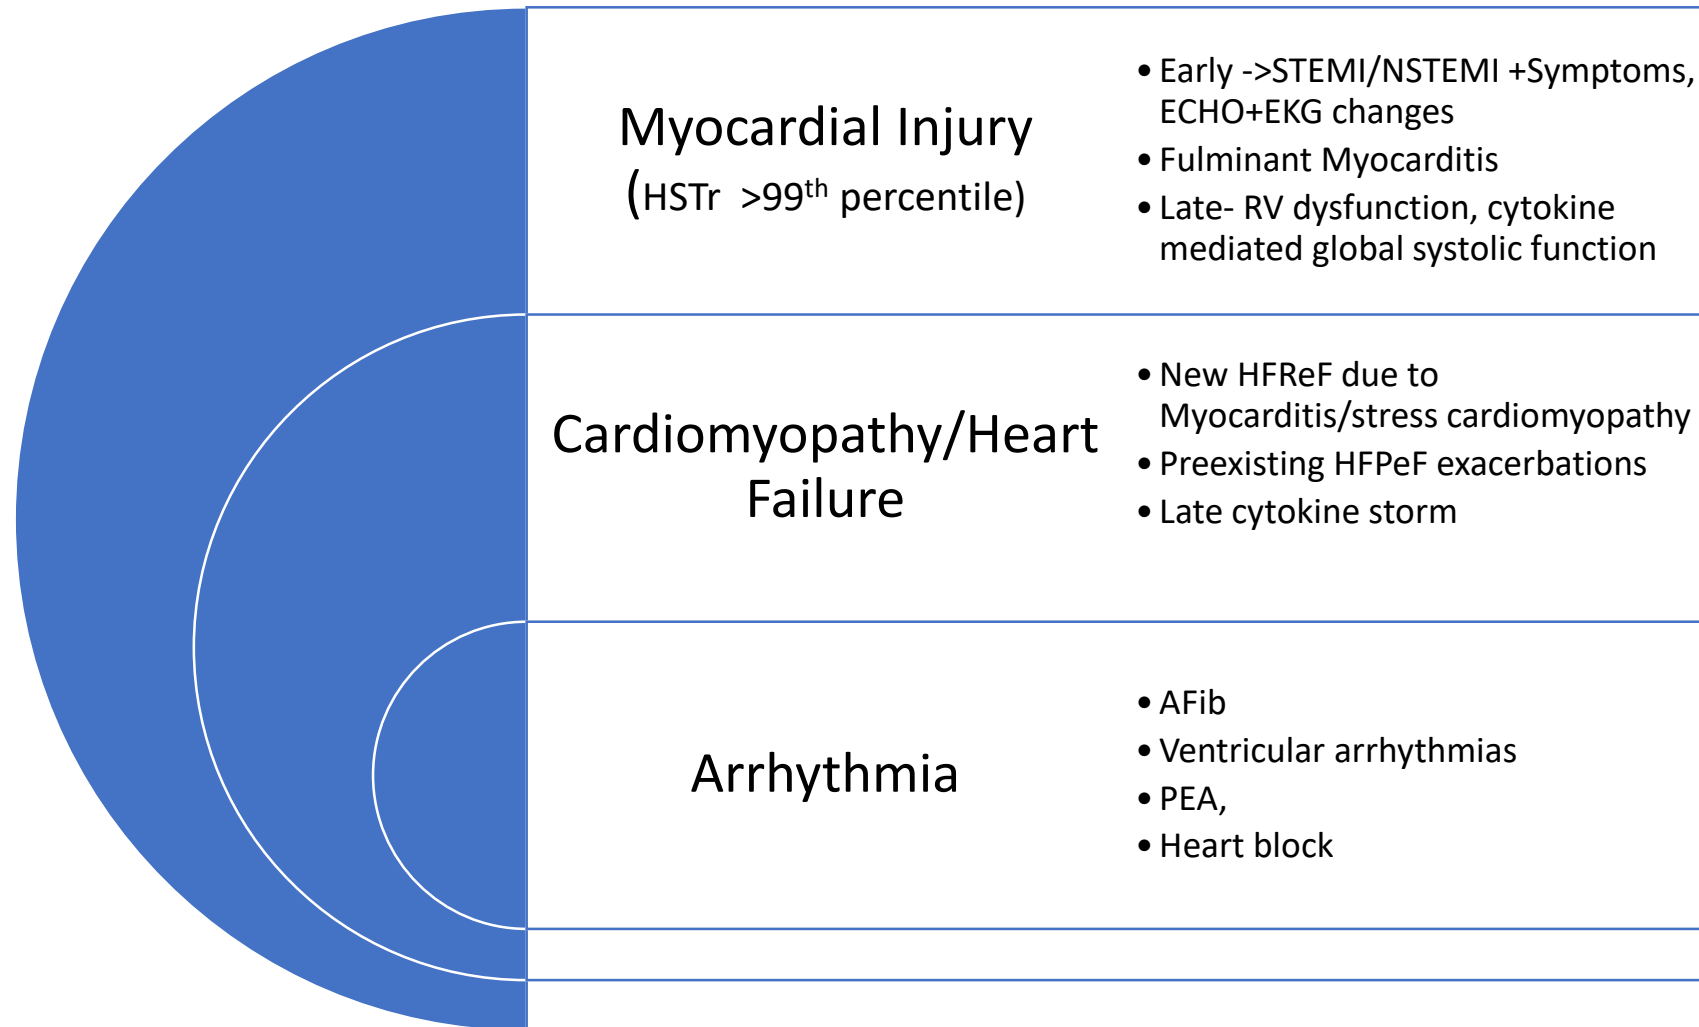 Myocardial Injury
(HSTr >99th percentile)
• Early ->STEMI/NSTEMI +Symptoms,
ECHO+EKG changes
• Fulminant Myocarditis
• Late- RV dysfunction, cytokine
mediated global systolic function
Cardiomyopathy/Heart
Failure
• New HFReF due to
Myocarditis/stress cardiomyopathy
• Preexisting HFPeF exacerbations
• Late cytokine storm
Arrhythmia
• AFib
• Ventricular arrhythmias
• PEA,
• Heart block